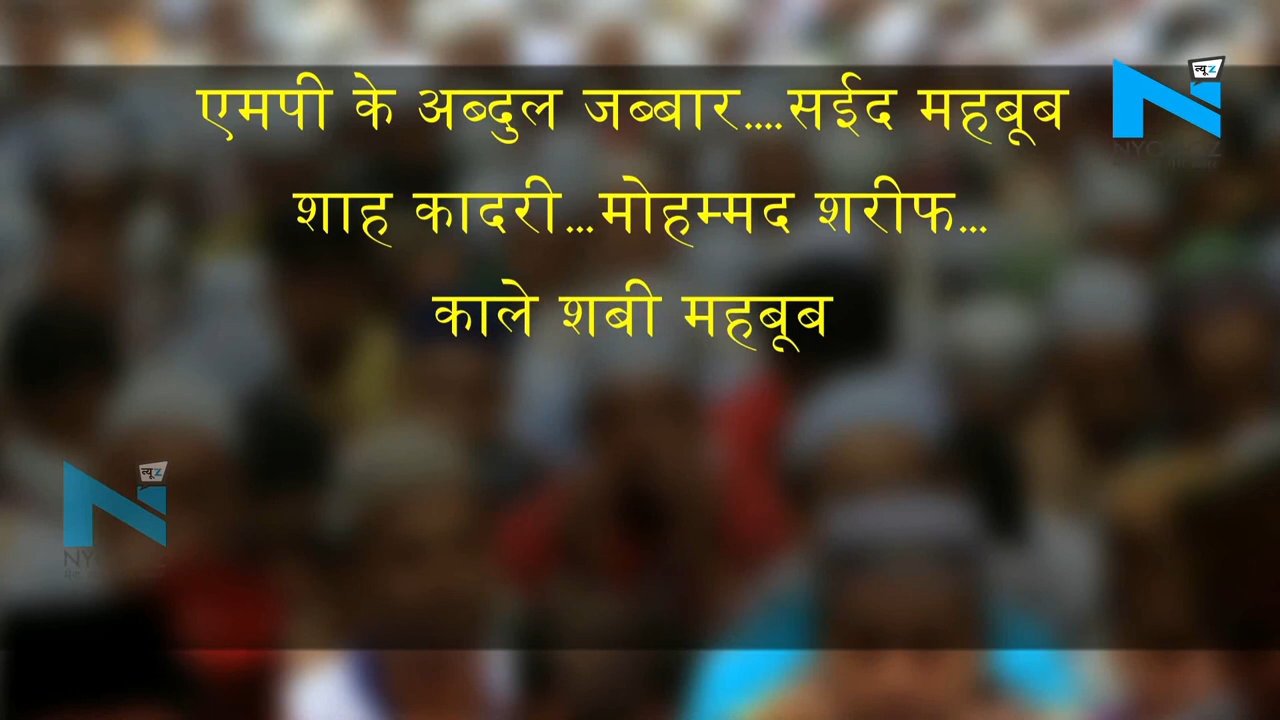 एमपी के अब्दुल जब्बार....सईद महबूब
शाह कादरी...मोहम्मद शरीफ...
काले शबी महबूब
न्यूz
न्यूz